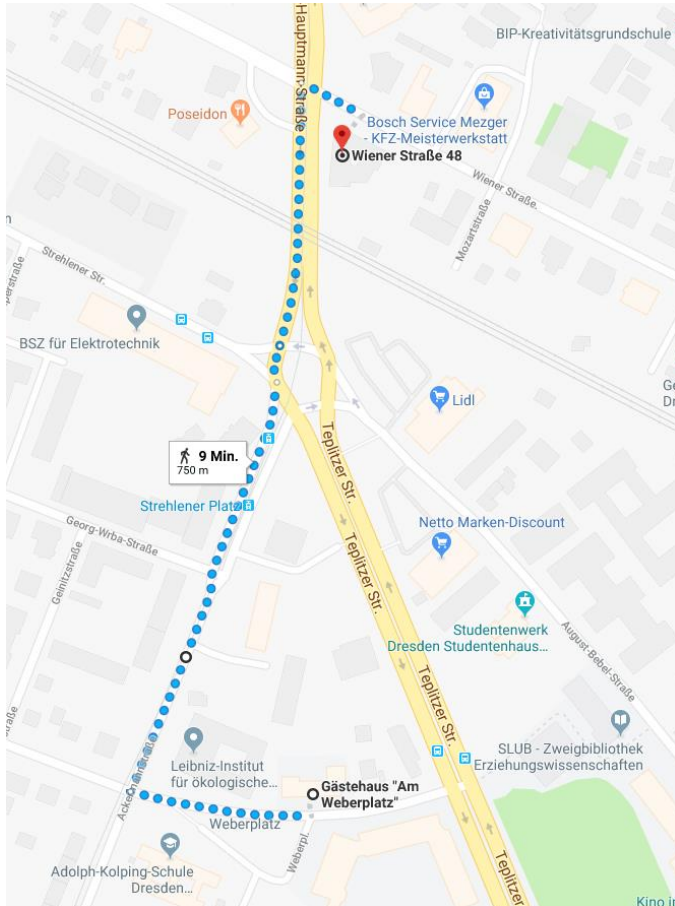 -Hauptmann-Straße
BIP-Kreativitätsgrundschule
Poseidon
Bosch Service Mezger
- KFZ-Meisterwerkstatt
Wiener Straße 48
Wiener Straße.
Mozartstraße
Strehlener Str.
BSZ für Elektrotechnik
Lidl
9 Min.
750 m
Teplitzer Str.
Strehlener Platz
Georg-Wrba-Straße
Gelnitzstraße
Netto Marken-Discount
Teplitzer Str.
Studentenwerk
Dresden Studentenhaus...
August-Bebel-Straße
Teplitzer Str.
SLUB - Zweigbibliothek
Erziehungswissenschaften
Leibniz-Institut
für ökologische...
Ackermannstraße
Gästehaus "Am
Weberplatz"
Weberplatz
Weberpl.
Adolph-Kolping-Schule
Dresden...
Teplitzer Str.
Kino in